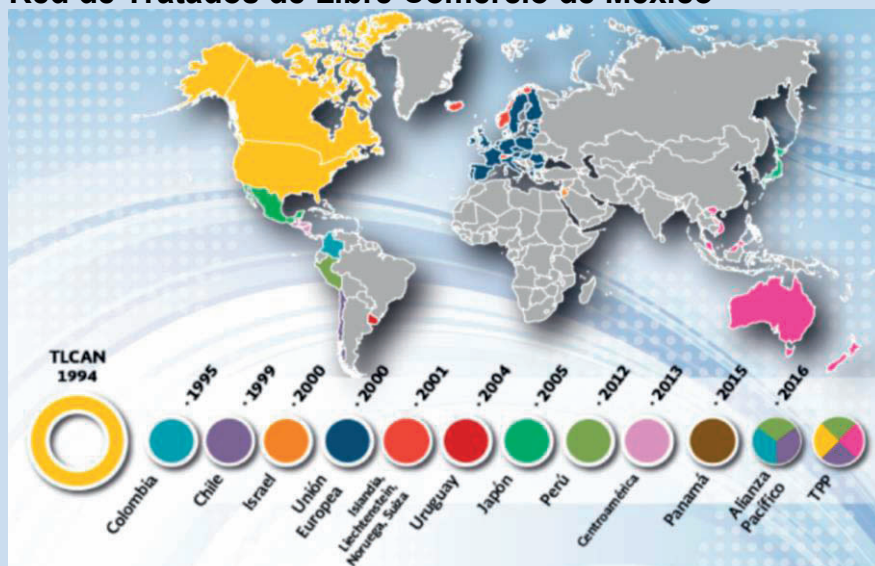 Red de Tratados de Libre Comercio de México
TLCAN
1994
· 1995
· 1999
· 2000
· 2000
· 2001
· 2004
· 2005
· 2012
· 2013
· 2015
· 2016
Colombia
Chile
Israel
Unión
Europea
Islandia,
Liechtenstein,
Noruega, Suiza
Uruguay
Japón
Perú
Centroamérica
Panamá
Alianza
Pacífico
TPP